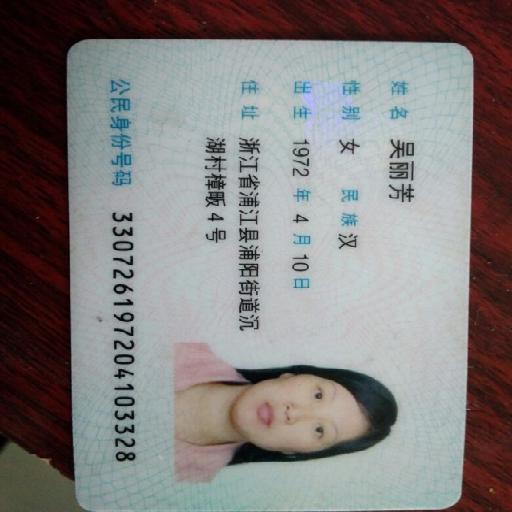 姓名 吴丽芳
性别 女 民族 汉
出生 1972 年 4 月 10 日
住址 浙江省浦江县浦阳街道沉
湖村樟畈4号
公民身份号码 330726197204103328